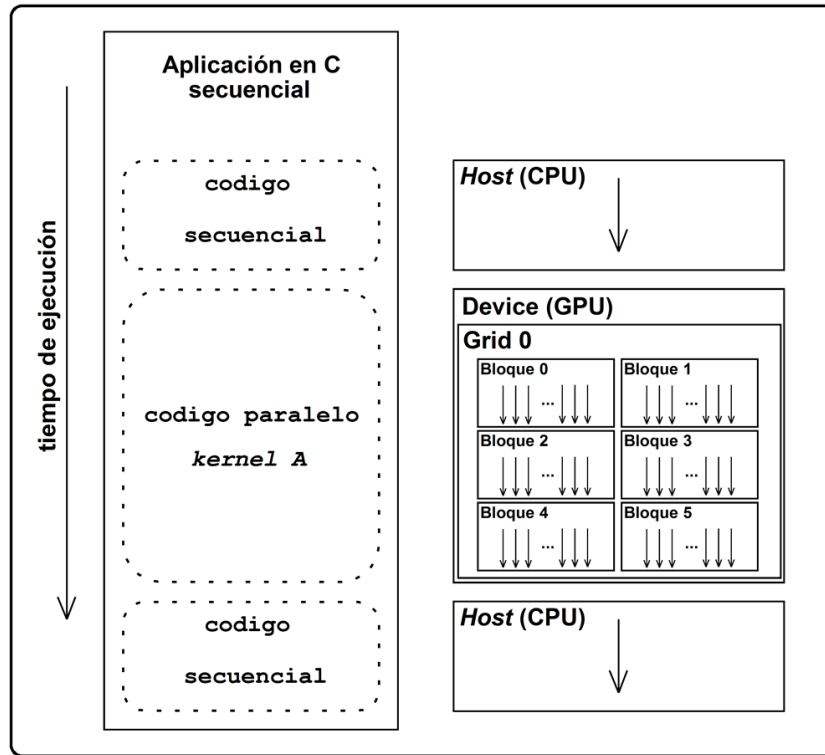 Aplicación en C
secuencial
tiempo de ejecución
codigo
secuencial
Host (CPU)
codigo paralelo
kernel A
Device (GPU)
Grid 0
Bloque 0
...
Bloque 1
...
Bloque 2
...
Bloque 3
...
Bloque 4
...
Bloque 5
...
codigo
secuencial
Host (CPU)